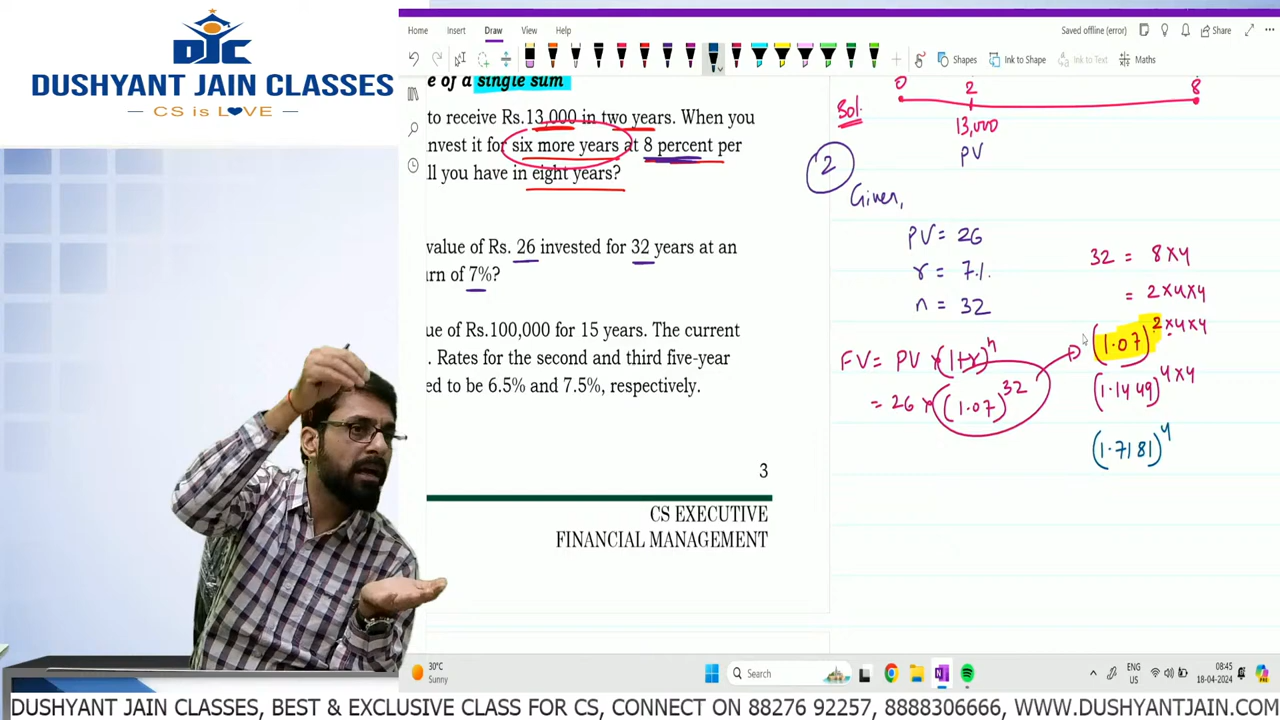 DJC
DUSHYANT JAIN CLASSES
CS is L VE
Home Insert Draw View Help
Saved offline (error)
Share
Shapes
Ink to Shape
Ink to Text
Maths
e of a single sum
to receive Rs.13,000 in two years. When you
nvest it for six more years at 8 percent per
ll you have in eight years?
value of Rs. 26 invested for 32 years at an
urn of 7%?
ue of Rs.100,000 for 15 years. The current
. Rates for the second and third five-year
ed to be 6.5% and 7.5%, respectively.
3
CS EXECUTIVE
FINANCIAL MANAGEMENT
Sol.
0 2 8
13,000
PV
2
Given,
PV = 26
r = 7%
n = 32
FV = PV × (1+r)^n
= 26 × (1.07)^32
32 = 8×4
= 2×4×4
(1.07)^2×4×4
(1.1449)^4×4
(1.7181)^4
30°C
Sunny
Search
ENG
US
08:45
18-04-2024
DUSHYANT JAIN CLASSES, BEST & EXCLUSIVE CLASS FOR CS, CONNECT ON 88276 92257, 8888306666, WWW.DUSHYANTJAIN.COM